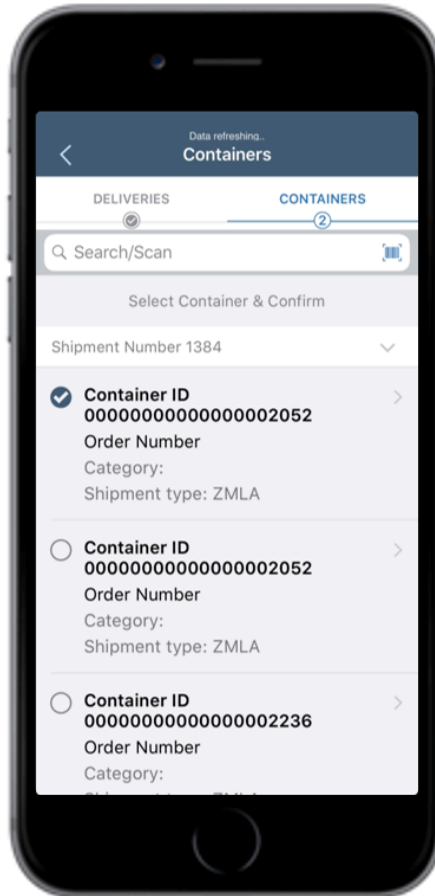 Data refreshing..
Containers
DELIVERIES
CONTAINERS
2
Search/Scan
Select Container & Confirm
Shipment Number 1384
Container ID
00000000000000002052
Order Number
Category:
Shipment type: ZMLA
Container ID
00000000000000002052
Order Number
Category:
Shipment type: ZMLA
Container ID
00000000000000002236
Order Number
Category: